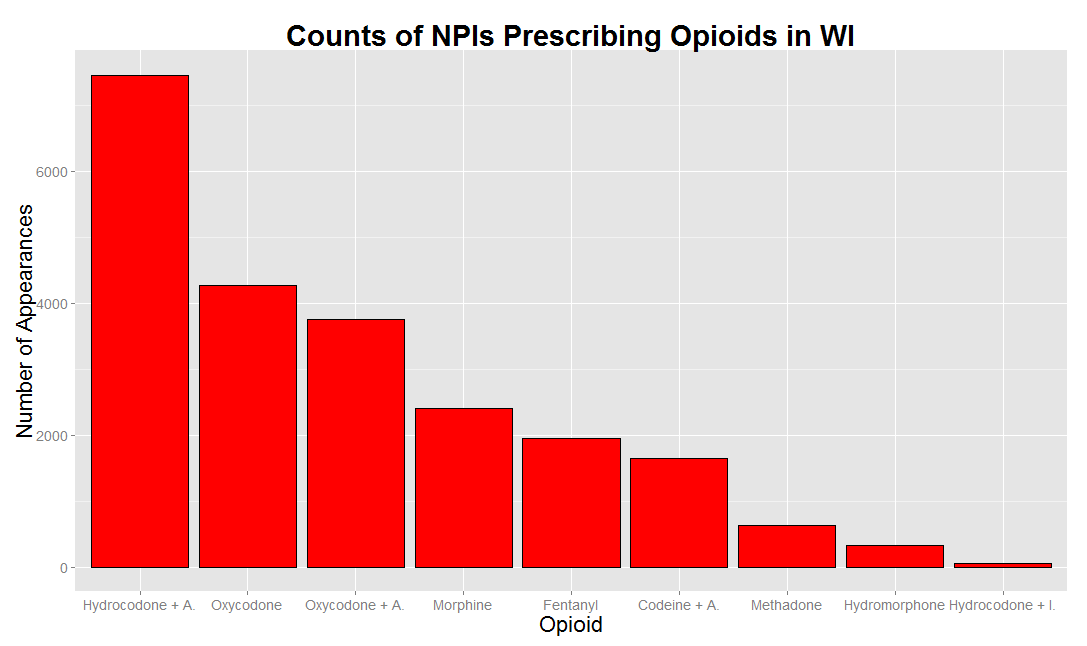 Counts of NPIs Prescribing Opioids in WI
Number of Appearances
6000
4000
2000
0
Hydrocodone + A. Oxycodone Oxycodone + A. Morphine Fentanyl Codeine + A. Methadone Hydromorphone Hydrocodone + I.
Opioid